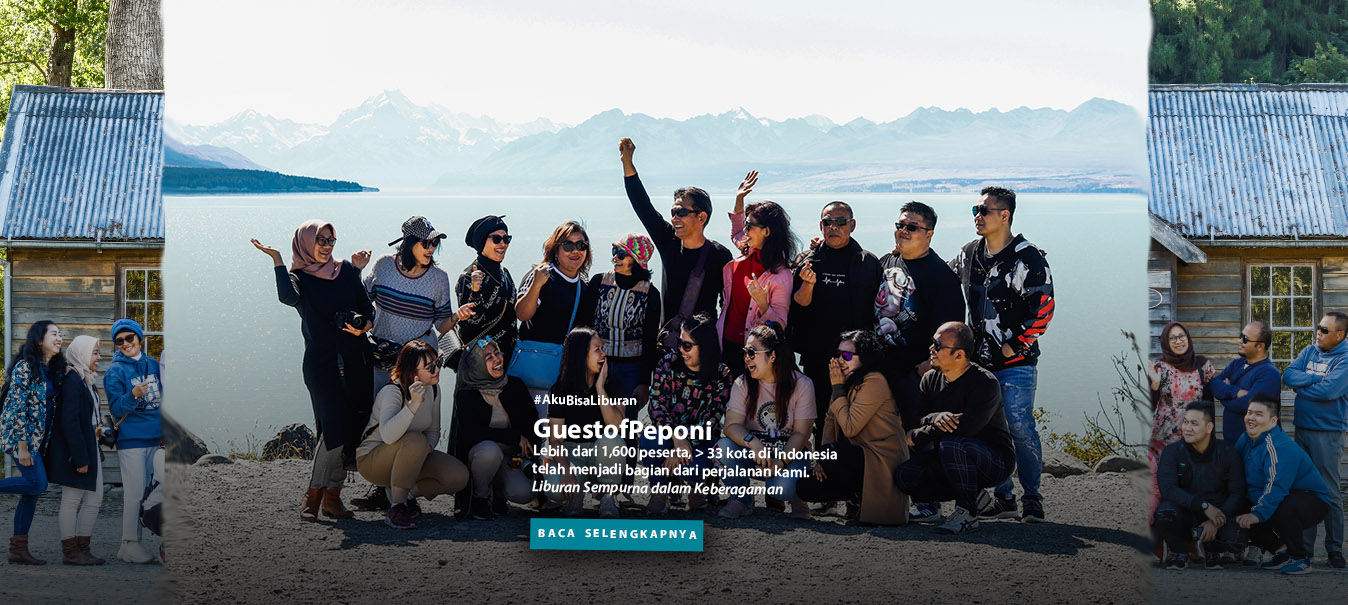 #AkuBisaLiburan
GuestofPeponi
Lebih dari 1,600 peserta, > 33 kota di Indonesia
telah menjadi bagian dari perjalanan kami.
Liburan Sempurna dalam Keberagaman
BACA SELENGKAPNYA